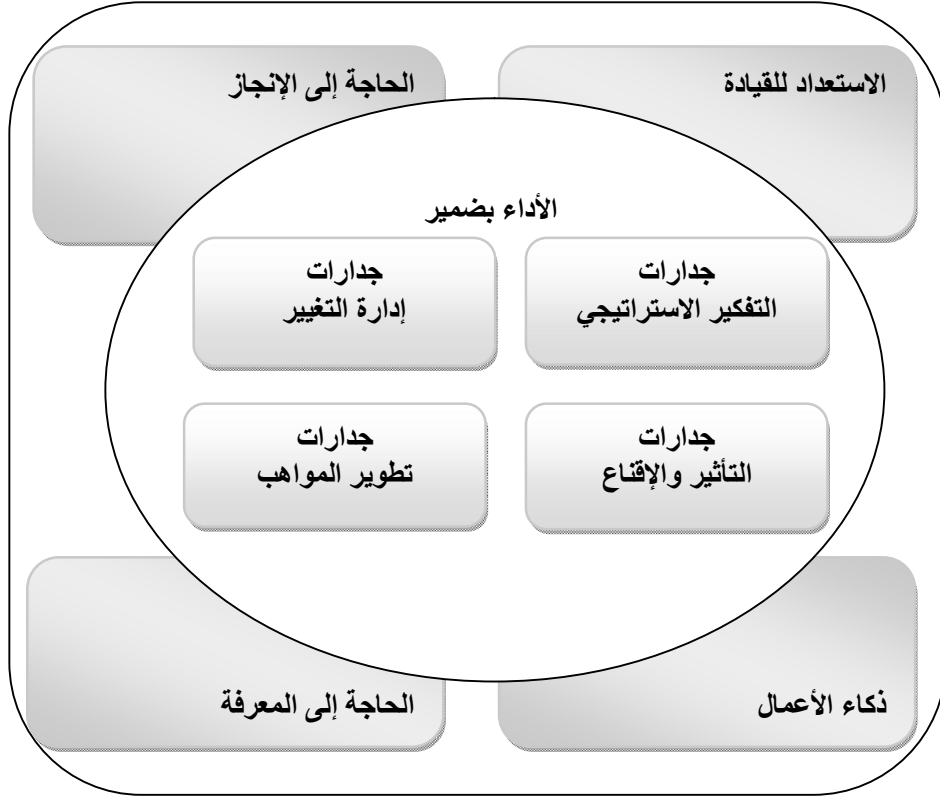 الاستعداد للقيادة
الحاجة إلى الإنجاز
الأداء بضمير
جدارات
التفكير الاستراتيجي
جدارات
إدارة التغيير
جدارات
التأثير والإقناع
جدارات
تطوير المواهب
ذكاء الأعمال
الحاجة إلى المعرفة